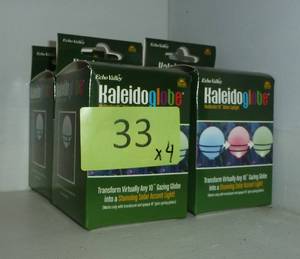 Echo Valley
Kaleidoglobe
33
x4
Transform Virtually Any 10" Gazing Globe
into a Stunning Solar Accent Light!
Echo Valley
Kaleidoglobe
Transform Virtually Any 10" Gazing Globe
into a Stunning Solar Accent Light!